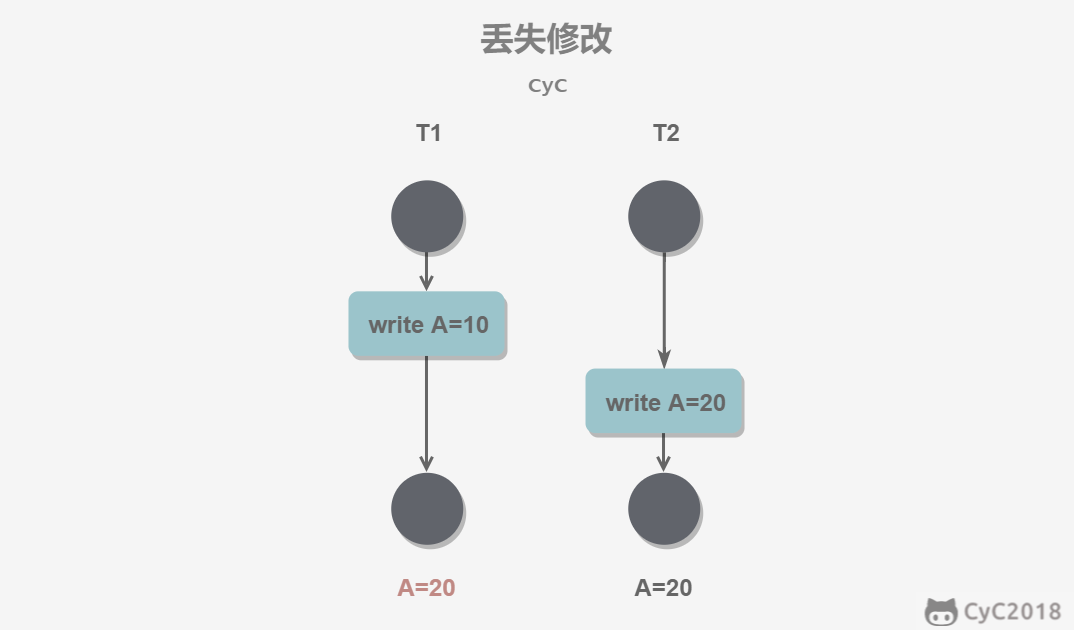 丢失修改
CyC
T1 T2
write A=10
write A=20
A=20 A=20
CyC2018